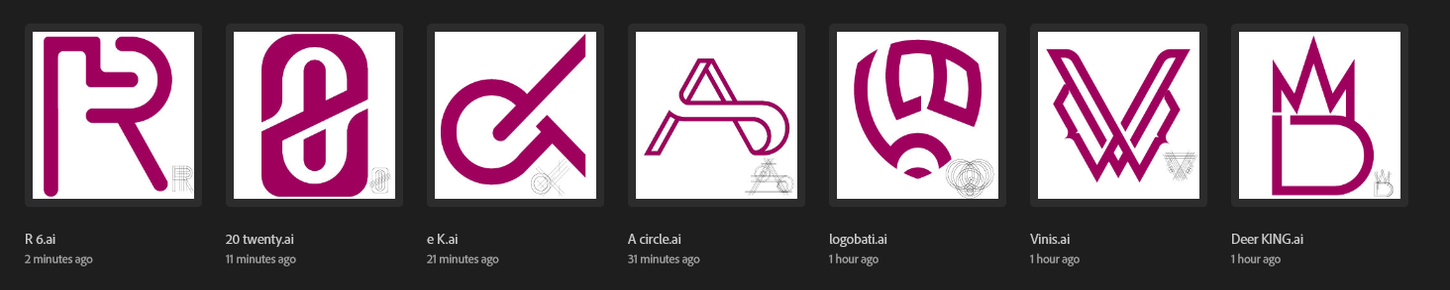 R 6.ai
2 minutes ago
20 twenty.ai
11 minutes ago
e K.ai
21 minutes ago
A circle.ai
31 minutes ago
logobati.ai
1 hour ago
Vinis.ai
1 hour ago
Deer KING.ai
1 hour ago